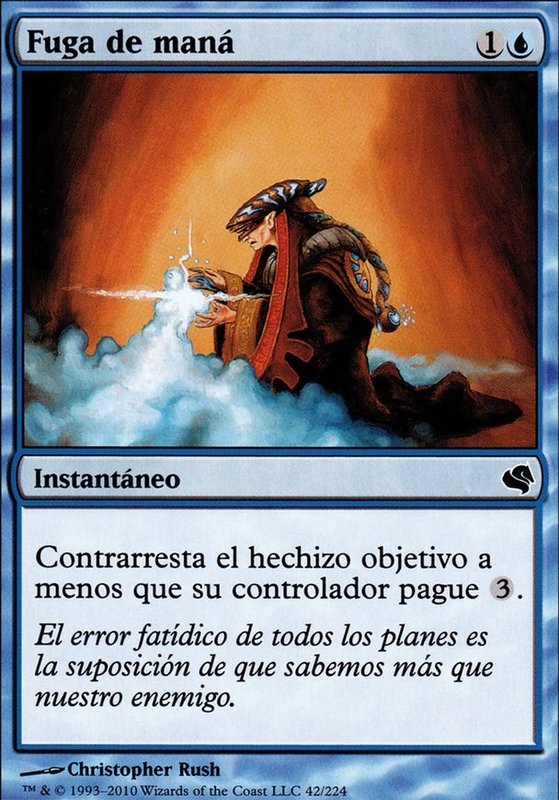 Fuga de maná 1
Instantáneo
Contrarresta el hechizo objetivo a
menos que su controlador pague 3.
El error fatídico de todos los planes es
la suposición de que sabemos más que
nuestro enemigo.
Christopher Rush
™ & © 1993–2010 Wizards of the Coast LLC 42/224